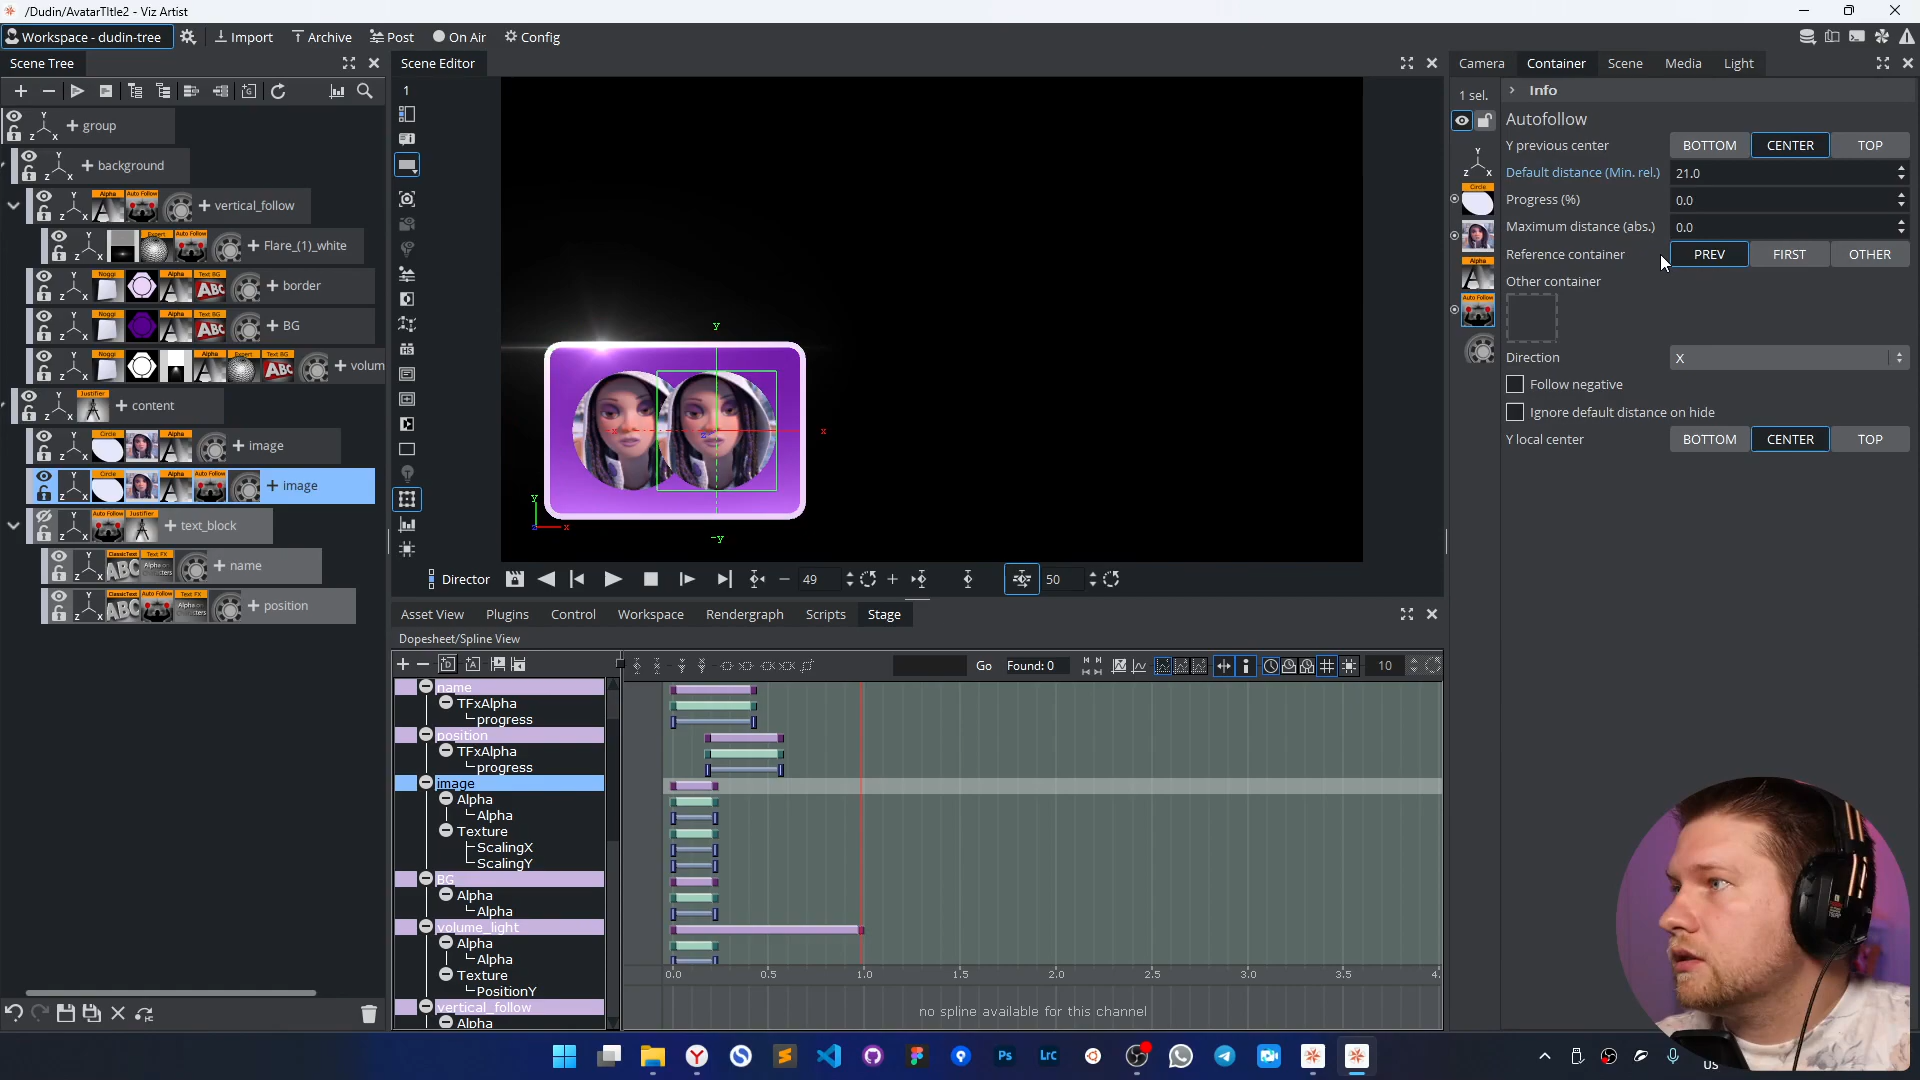 /Dudin/AvatarTItle2 - Viz Artist
Workspace - dudin-tree
Import
Archive
Post
On Air
Config
Scene Tree
Scene Editor
Camera
Container
Scene
Media
Light
1
1 sel.
Info
Autofollow
Y previous center
BOTTOM
CENTER
TOP
Default distance (Min. rel.)
21.0
Progress (%)
0.0
Maximum distance (abs.)
0.0
Reference container
PREV
FIRST
OTHER
Other container
Direction
X
Follow negative
Ignore default distance on hide
Y local center
BOTTOM
CENTER
TOP
group
background
vertical_follow
Flare_(1)_white
border
BG
volum
content
image
image
text_block
name
position
Director
49
50
Asset View
Plugins
Control
Workspace
Rendergraph
Scripts
Stage
Dopesheet/Spline View
Go
Found: 0
10
name
TFxAlpha
progress
position
TFxAlpha
progress
image
Alpha
Alpha
Texture
ScalingX
ScalingY
BG
Alpha
Alpha
volume_light
Alpha
Alpha
Texture
PositionY
vertical_follow
Alpha
0.0
0.5
1.0
1.5
2.0
2.5
3.0
3.5
4.
no spline available for this channel
US